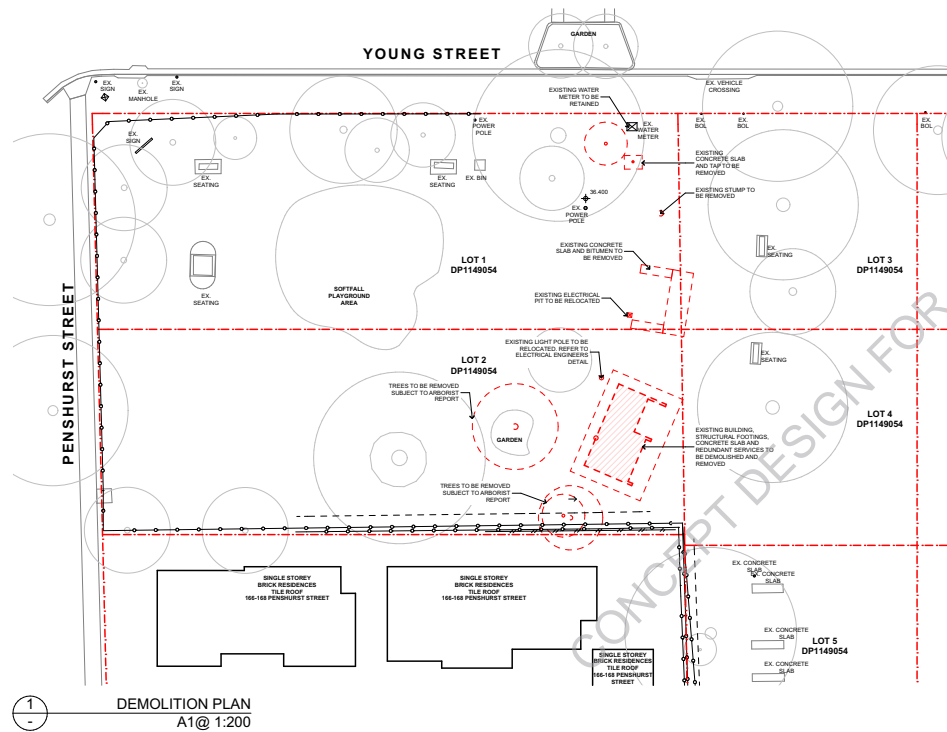 GARDEN
YOUNG STREET
EX.
SIGN
EX.
MANHOLE
EX.
SIGN
EXISTING WATER
METER TO BE
RETAINED
EX. VEHICLE
CROSSING
EX.
SIGN
EX.
POWER
POLE
EX.
WATER
METER
EX.
BOL
EX.
BOL
EX.
BOL
EXISTING
CONCRETE SLAB
AND TAP TO BE
REMOVED
EX.
SEATING
EX.
SEATING
EX. BIN
36.400
EX.
POWER
POLE
EXISTING STUMP TO
BE REMOVED
EXISTING CONCRETE
SLAB AND BITUMEN TO
BE REMOVED
EX.
SEATING
LOT 1
DP1149054
LOT 3
DP1149054
EX.
SEATING
SOFTFALL
PLAYGROUND
AREA
EXISTING ELECTRICAL
PIT TO BE RELOCATED
PENSHURST STREET
EXISTING LIGHT POLE TO BE
RELOCATED. REFER TO
ELECTRICAL ENGINEERS
DETAIL
LOT 2
DP1149054
EX.
SEATING
TREES TO BE REMOVED
SUBJECT TO ARBORIST
REPORT
GARDEN
LOT 4
DP1149054
EXISTING BUILDING,
STRUCTURAL FOOTINGS,
CONCRETE SLAB AND
REDUNDANT SERVICES TO
BE DEMOLISHED AND
REMOVED
TREES TO BE REMOVED
SUBJECT TO ARBORIST
REPORT
CONCEPT DESIGN FOR
SINGLE STOREY
BRICK RESIDENCES
TILE ROOF
166-168 PENSHURST STREET
SINGLE STOREY
BRICK RESIDENCES
TILE ROOF
166-168 PENSHURST STREET
EX. CONCRETE
SLAB
EX. CONCRETE
SLAB
EX. CONCRETE
SLAB
LOT 5
DP1149054
SINGLE STOREY
BRICK RESIDENCES
TILE ROOF
166-168 PENSHURST
STREET
EX. CONCRETE
SLAB
1
-
DEMOLITION PLAN
A1@ 1:200